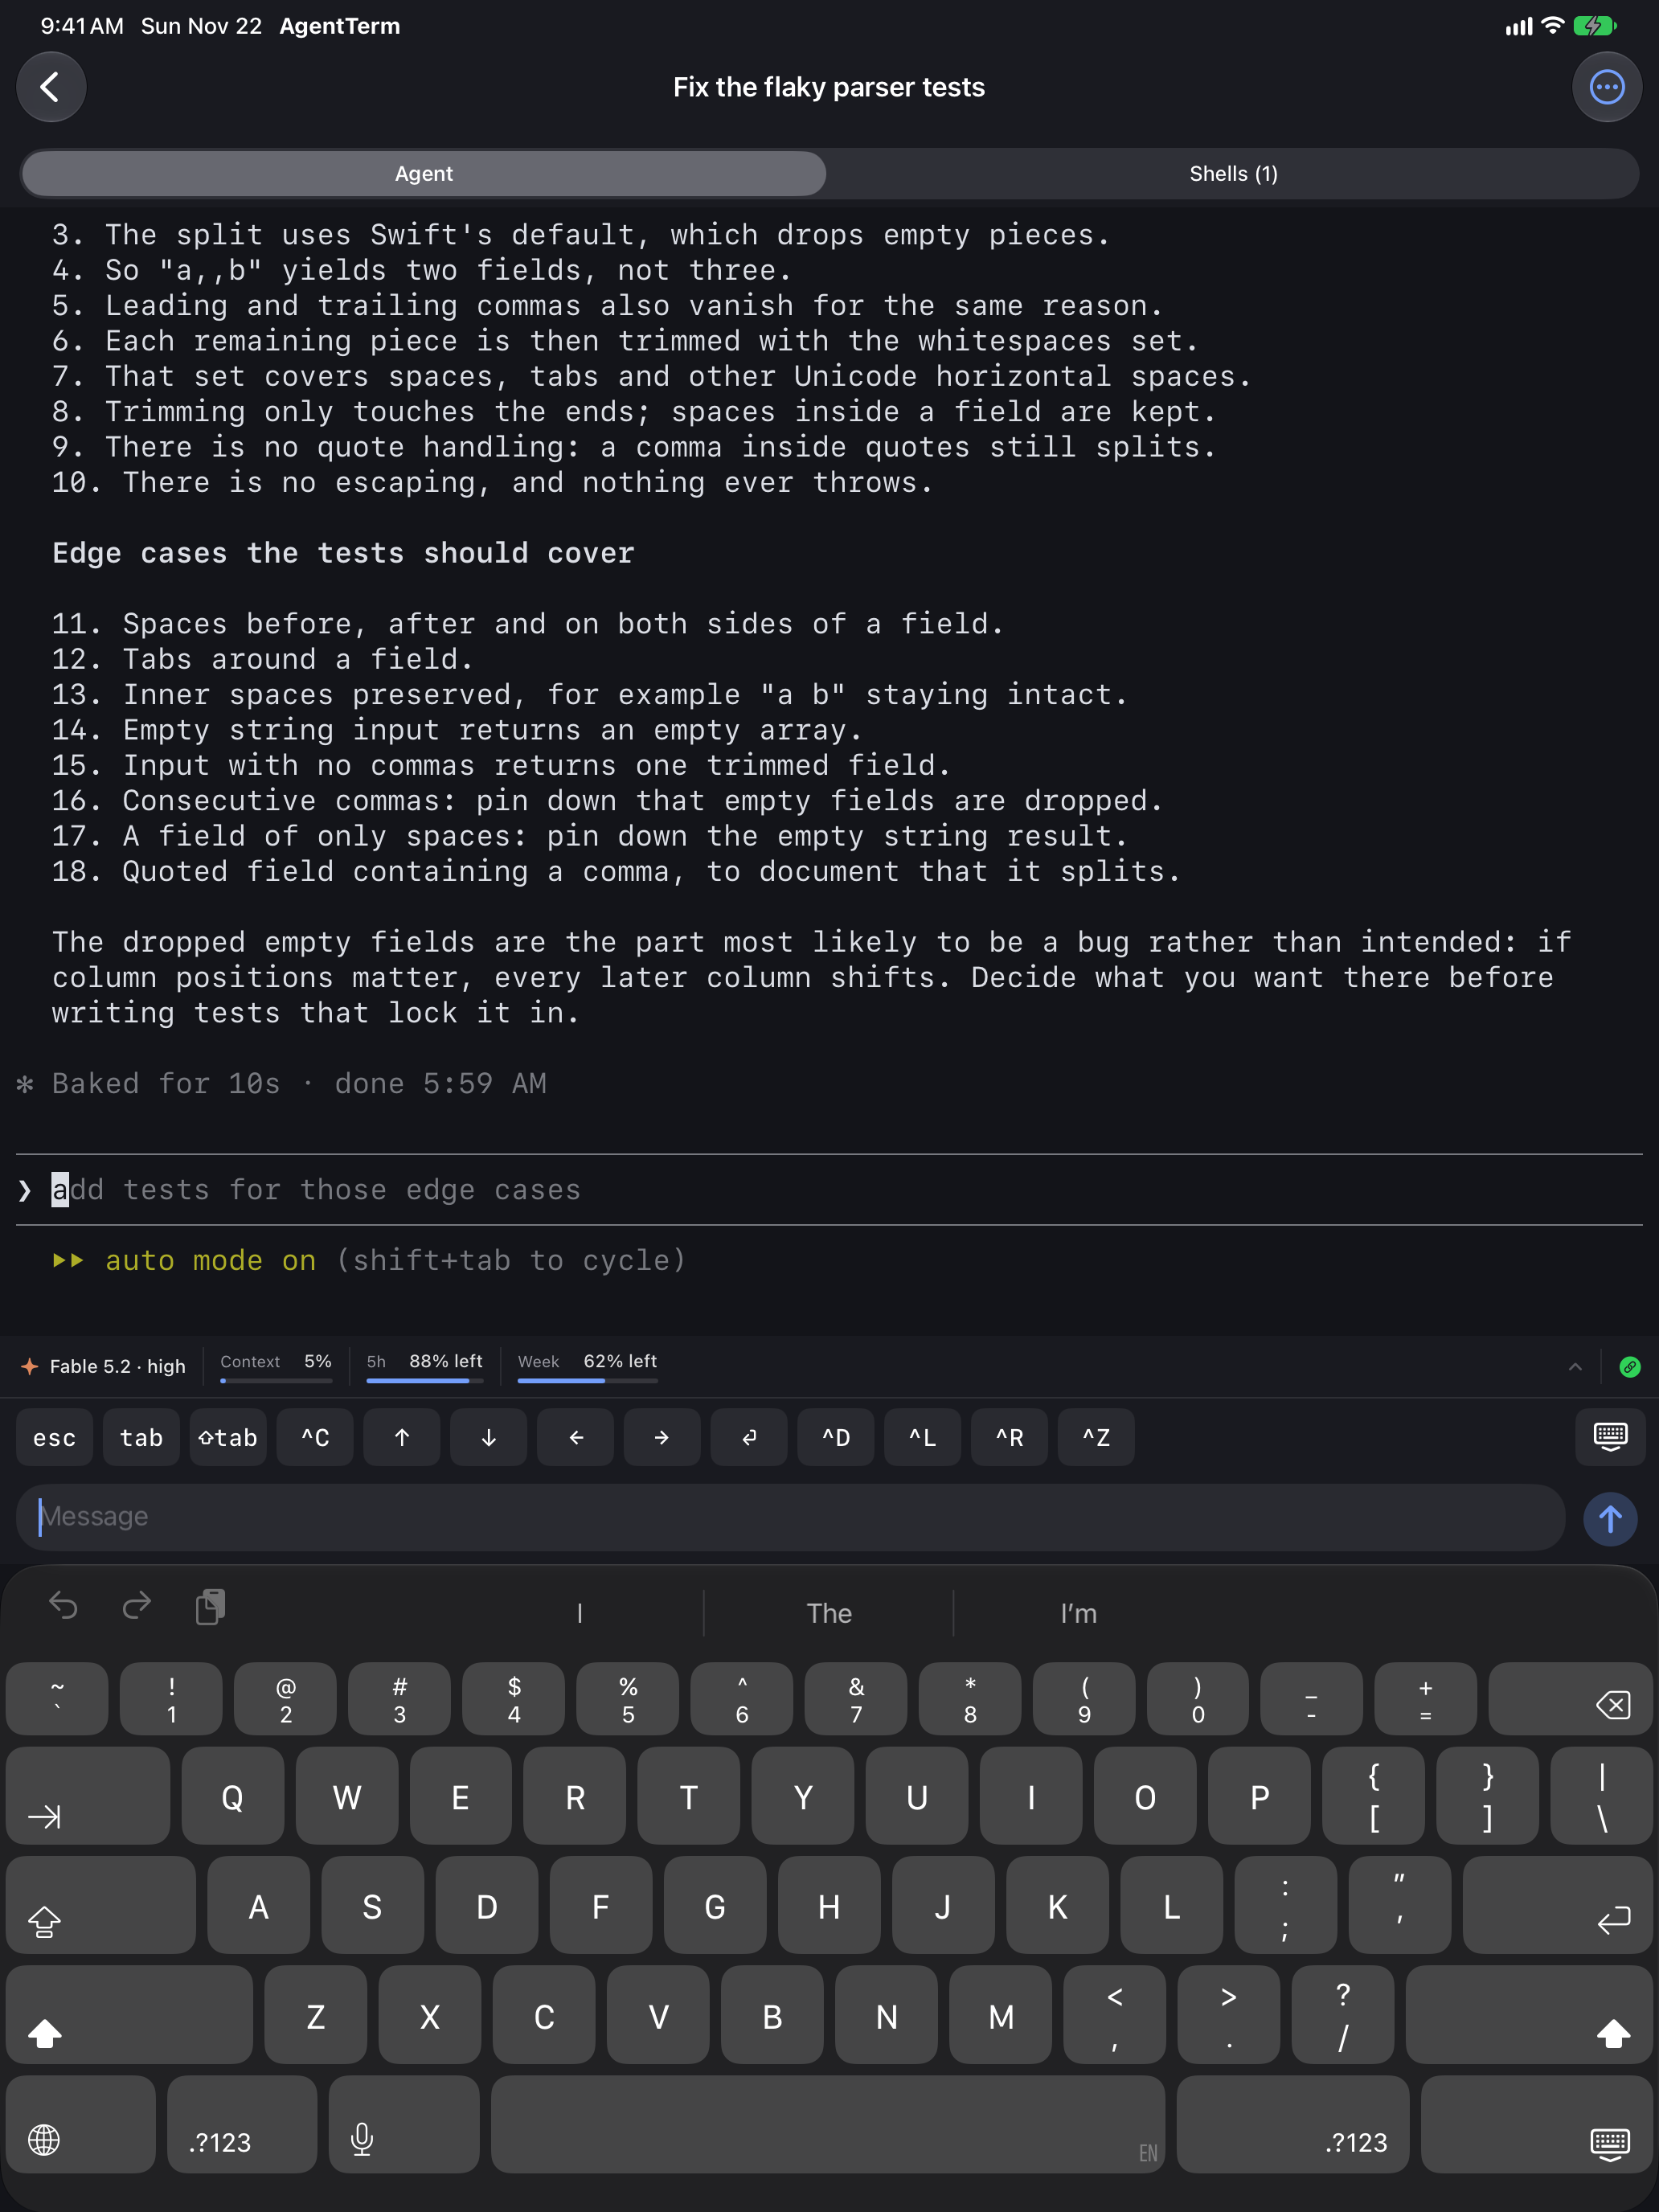 9:41 AM Sun Nov 22 AgentTerm
Fix the flaky parser tests
Agent
Shells (1)
3. The split uses Swift's default, which drops empty pieces.
4. So "a,,b" yields two fields, not three.
5. Leading and trailing commas also vanish for the same reason.
6. Each remaining piece is then trimmed with the whitespaces set.
7. That set covers spaces, tabs and other Unicode horizontal spaces.
8. Trimming only touches the ends; spaces inside a field are kept.
9. There is no quote handling: a comma inside quotes still splits.
10. There is no escaping, and nothing ever throws.
Edge cases the tests should cover
11. Spaces before, after and on both sides of a field.
12. Tabs around a field.
13. Inner spaces preserved, for example "a b" staying intact.
14. Empty string input returns an empty array.
15. Input with no commas returns one trimmed field.
16. Consecutive commas: pin down that empty fields are dropped.
17. A field of only spaces: pin down the empty string result.
18. Quoted field containing a comma, to document that it splits.
The dropped empty fields are the part most likely to be a bug rather than intended: if
column positions matter, every later column shifts. Decide what you want there before
writing tests that lock it in.
✻ Baked for 10s · done 5:59 AM
❯ add tests for those edge cases
⏵⏵ auto mode on (shift+tab to cycle)
Fable 5.2 · high Context 5% 5h 88% left Week 62% left
esc tab ⇧tab ^C ↑ ↓ ← → ⏎ ^D ^L ^R ^Z
Message
I The I'm
~ ! @ # $ % ^ & * ( ) _ +
` 1 2 3 4 5 6 7 8 9 0 - =
Q W E R T Y U I O P { } |
[ ] \
A S D F G H J K L : "
; '
Z X C V B N M < > ?
, . /
.?123 EN .?123